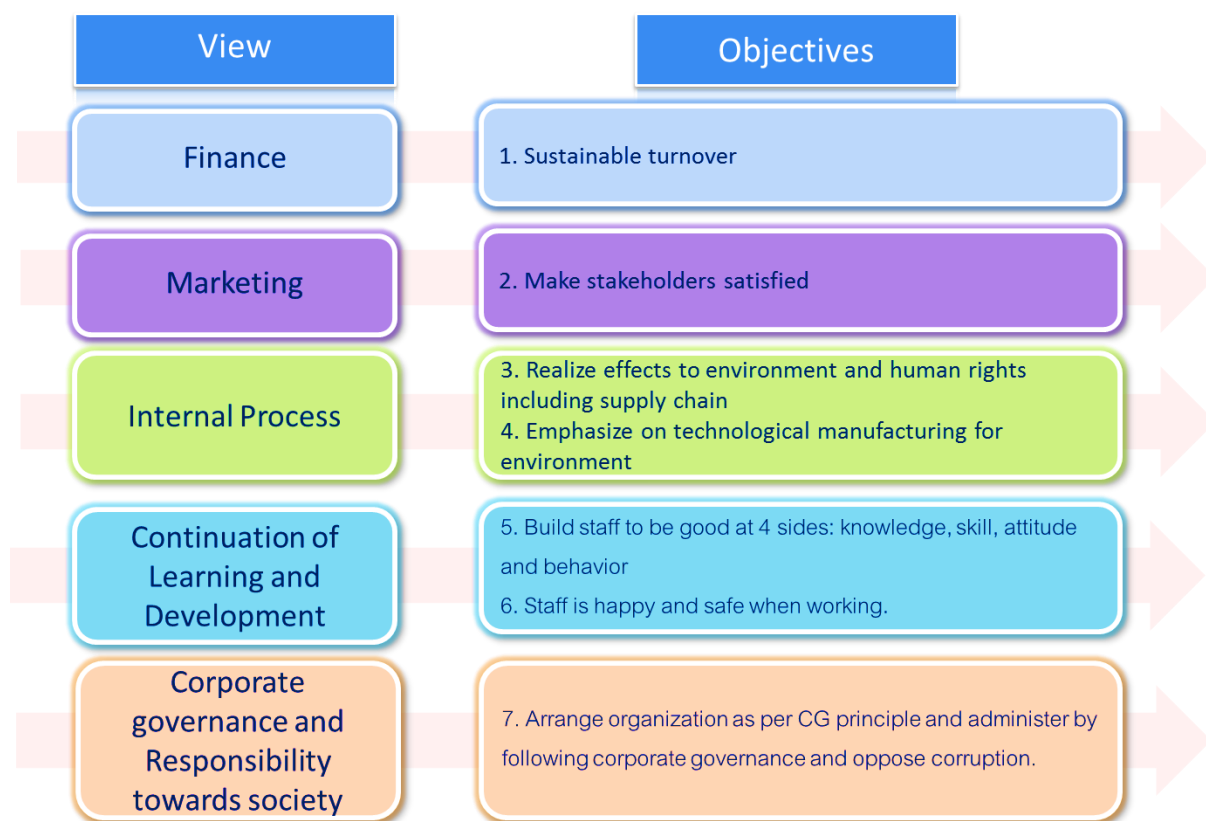 View
Objectives
Finance
1. Sustainable turnover
Marketing
2. Make stakeholders satisfied
Internal Process
3. Realize effects to environment and human rights
including supply chain
4. Emphasize on technological manufacturing for
environment
Continuation of
Learning and
Development
5. Build staff to be good at 4 sides: knowledge, skill, attitude
and behavior
6. Staff is happy and safe when working.
Corporate
governance and
Responsibility
towards society
7. Arrange organization as per CG principle and administer by
following corporate governance and oppose corruption.